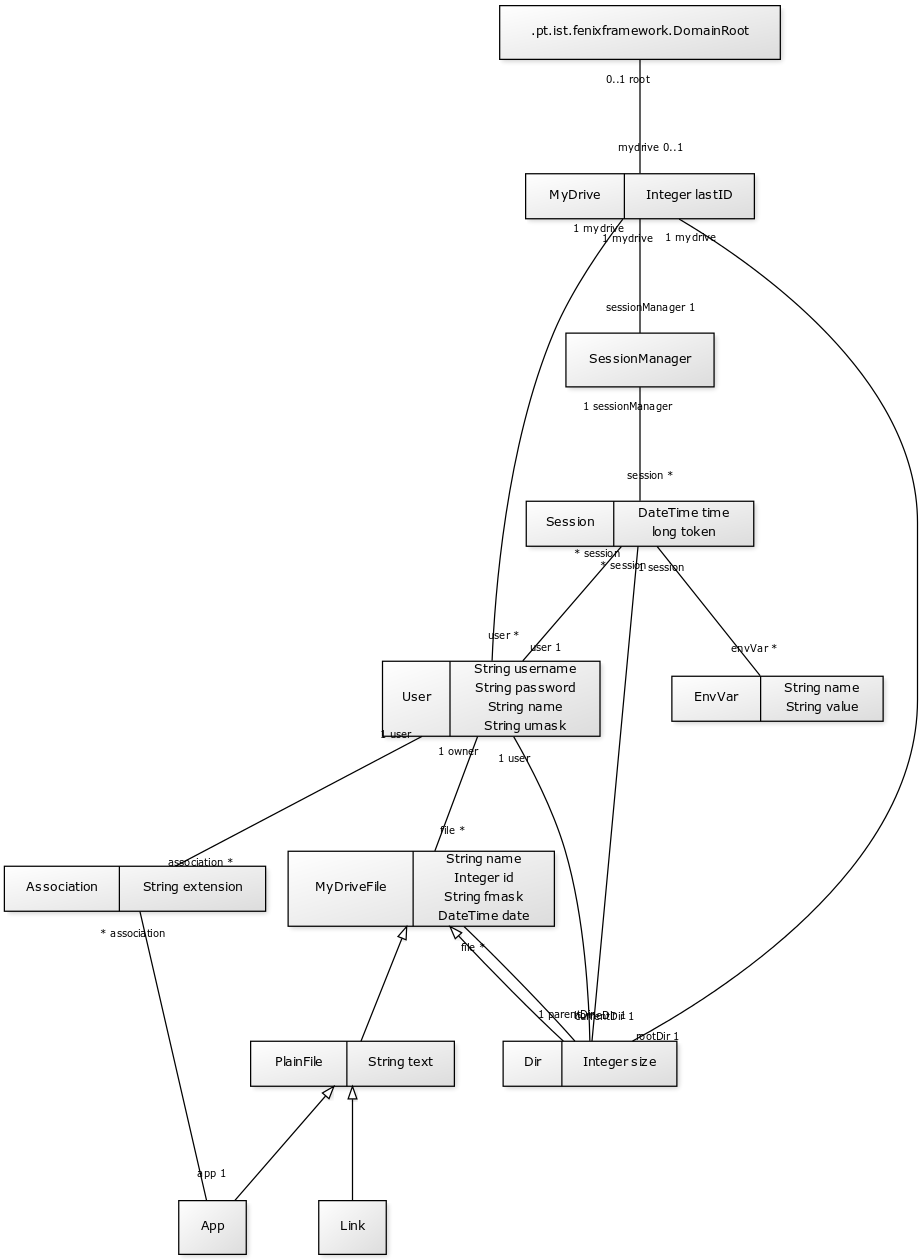 .pt.ist.fenixframework.DomainRoot
0..1 root
mydrive 0..1
MyDrive
Integer lastID
1 mydrive
1 mydrive
1 mydrive
sessionManager 1
SessionManager
1 sessionManager
session *
Session
DateTime time
long token
* session
* session
1 session
user *
user 1
envVar *
User
String username
String password
String name
String umask
EnvVar
String name
String value
1 user
1 owner
1 user
file *
association *
Association
String extension
MyDriveFile
String name
Integer id
String fmask
DateTime date
* association
file *
1 parentDir
currentDir 1
rootDir 1
PlainFile
String text
Dir
Integer size
app 1
App
Link